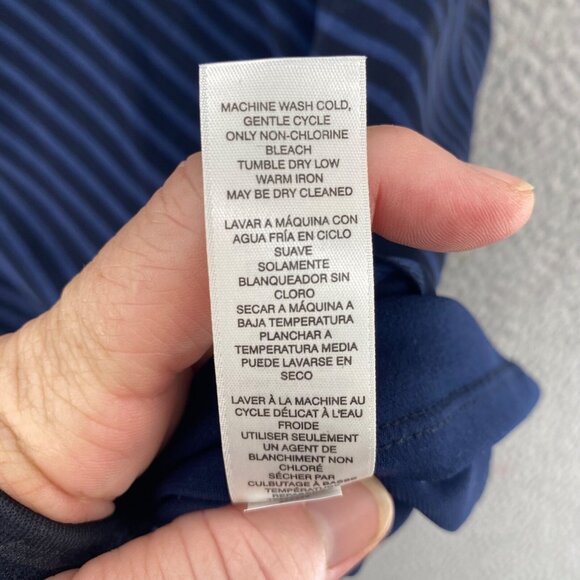 MACHINE WASH COLD,
GENTLE CYCLE
ONLY NON-CHLORINE
BLEACH
TUMBLE DRY LOW
WARM IRON
MAY BE DRY CLEANED
LAVAR A MÁQUINA CON
AGUA FRÍA EN CICLO
SUAVE
SOLAMENTE
BLANQUEADOR SIN
CLORO
SECAR A MÁQUINA A
BAJA TEMPERATURA
PLANCHAR A
TEMPERATURA MEDIA
PUEDE LAVARSE EN
SECO
LAVER À LA MACHINE AU
CYCLE DÉLICAT À L'EAU
FROIDE
UTILISER SEULEMENT
UN AGENT DE
BLANCHIMENT NON
CHLORÉ
SÉCHER PAR
CULBUTAGE À BASSE
TEMPÉRATURE